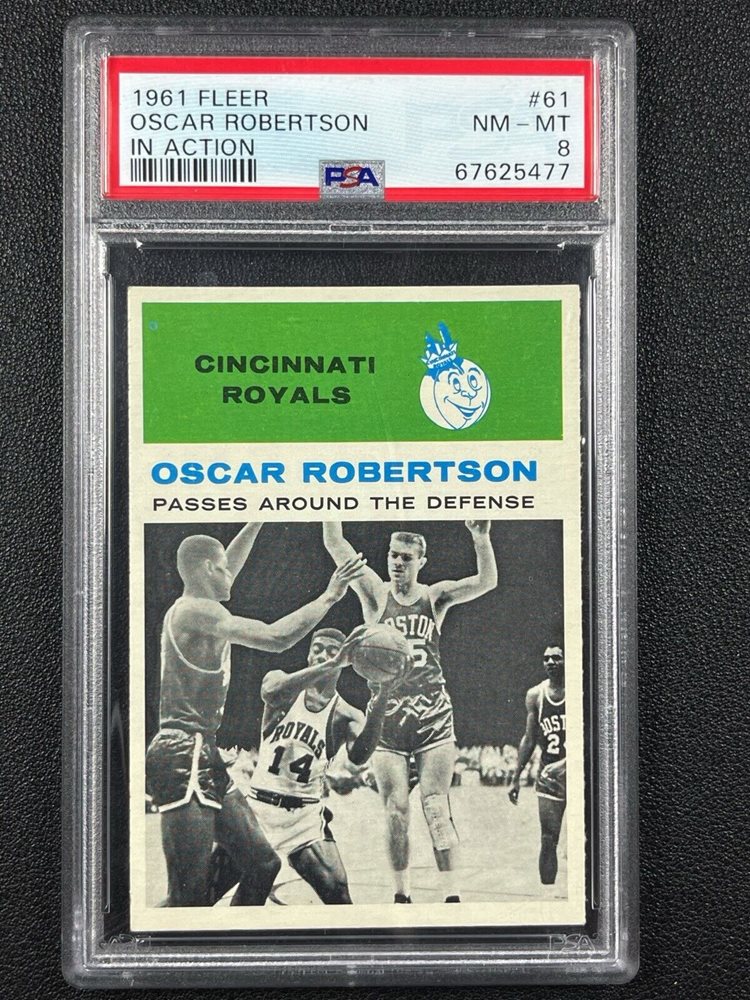 1961 FLEER #61
OSCAR ROBERTSON NM-MT
IN ACTION 8
PSA 67625477
CINCINNATI
ROYALS
OSCAR ROBERTSON
PASSES AROUND THE DEFENSE
ROYALS
14
PSA